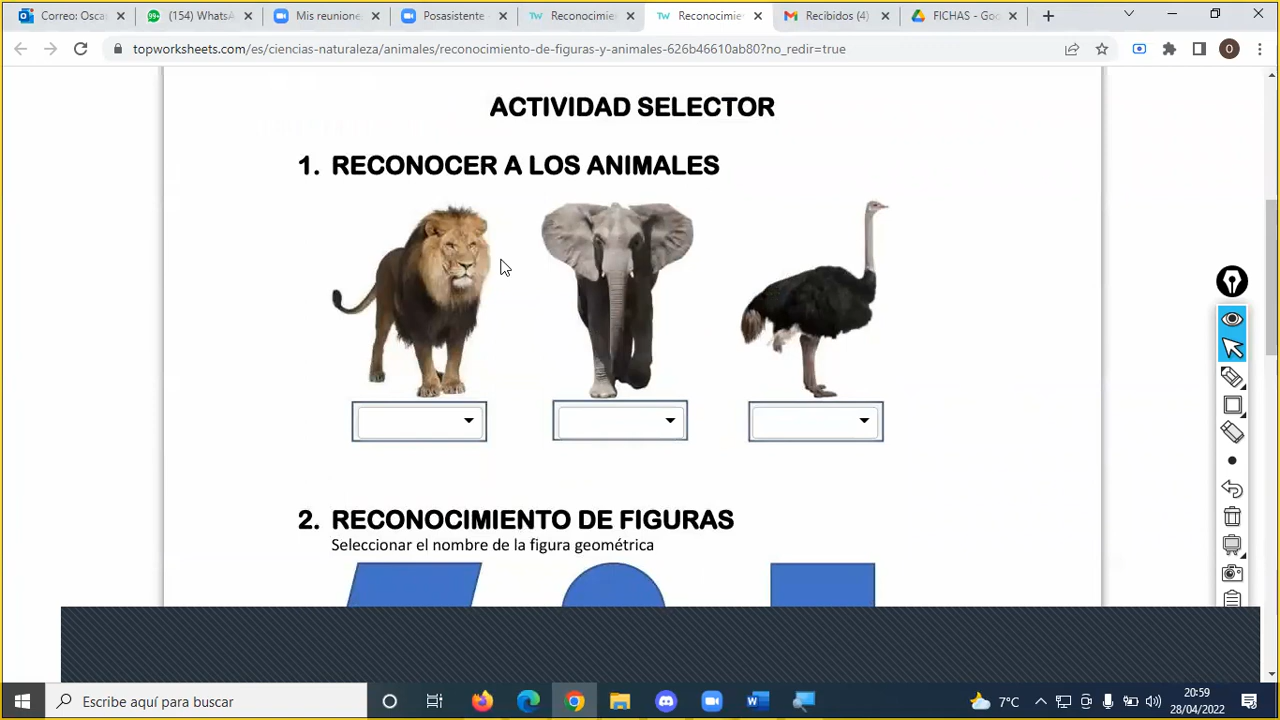 Correo: Osca
(154) WhatsA
Mis reunione
Posasistente
Reconocimie
Reconocimie
Recibidos (4)
FICHAS - Goo
topworksheets.com/es/ciencias-naturaleza/animales/reconocimiento-de-figuras-y-animales-626b46610ab80?no_redir=true
O
ACTIVIDAD SELECTOR
1. RECONOCER A LOS ANIMALES
2. RECONOCIMIENTO DE FIGURAS
Seleccionar el nombre de la figura geométrica
Escribe aquí para buscar
7°C
20:59
28/04/2022